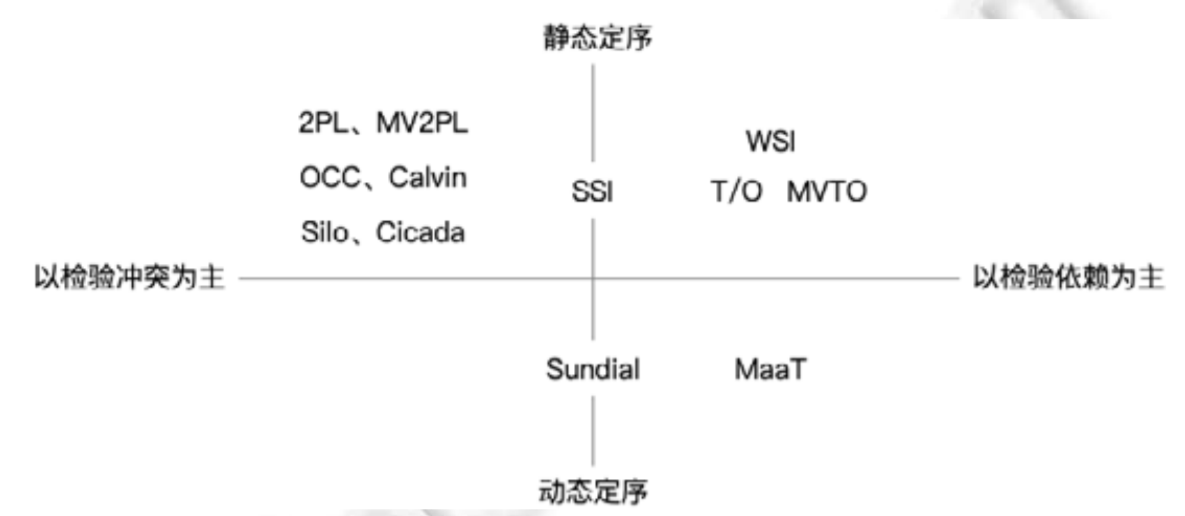 静态定序
2PL、MV2PL
WSI
OCC、Calvin
SSI
T/O MVTO
Silo、Cicada
以检验冲突为主
以检验依赖为主
Sundial
MaaT
动态定序